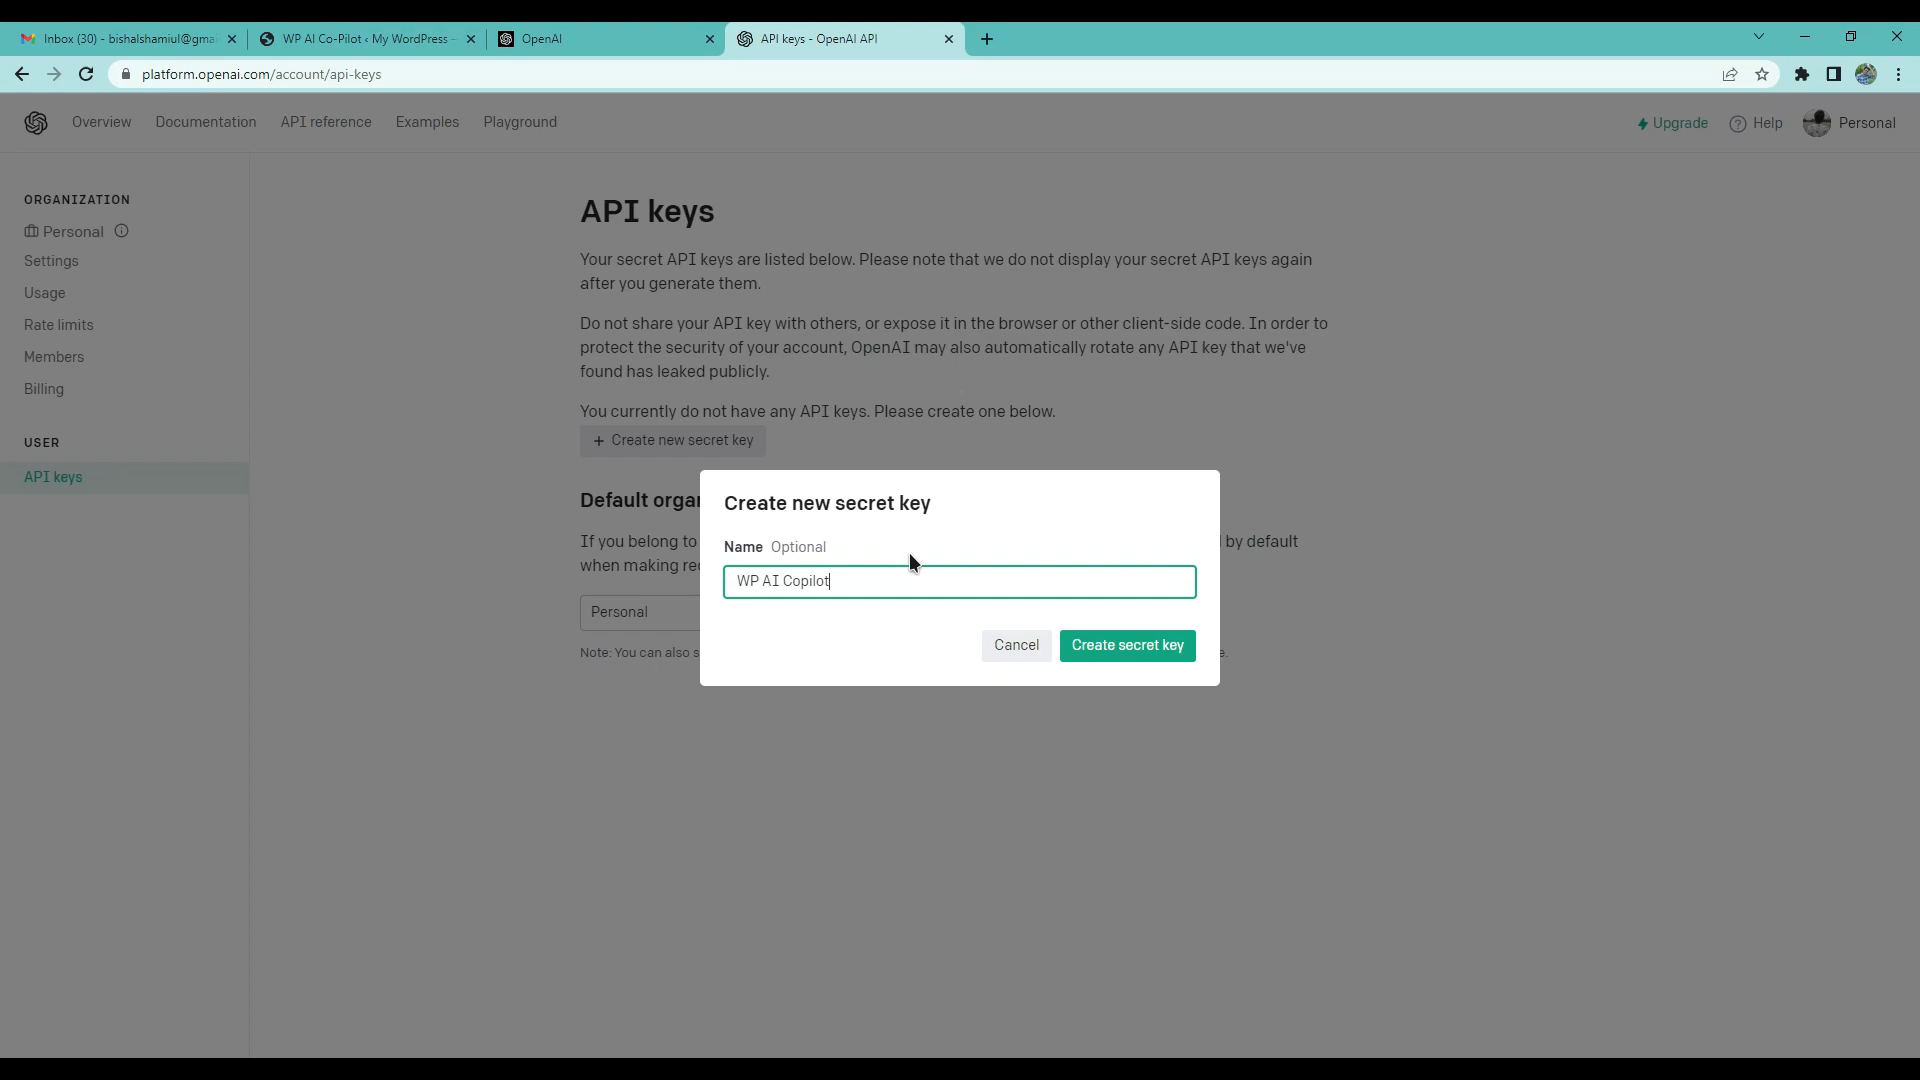 Inbox (30) - bishalshamiul@gma
WP AI Co-Pilot ‹ My WordPress —
OpenAI
API keys - OpenAI API
platform.openai.com/account/api-keys
Overview
Documentation
API reference
Examples
Playground
Upgrade
Help
Personal
ORGANIZATION
Personal
Settings
Usage
Rate limits
Members
Billing
USER
API keys
API keys
Your secret API keys are listed below. Please note that we do not display your secret API keys again
after you generate them.
Do not share your API key with others, or expose it in the browser or other client-side code. In order to
protect the security of your account, OpenAI may also automatically rotate any API key that we've
found has leaked publicly.
You currently do not have any API keys. Please create one below.
+ Create new secret key
Default orga
If you belong to
by default
when making re
Personal
Note: You can also s
e.
Create new secret key
Name Optional
WP AI Copilot
Cancel
Create secret key